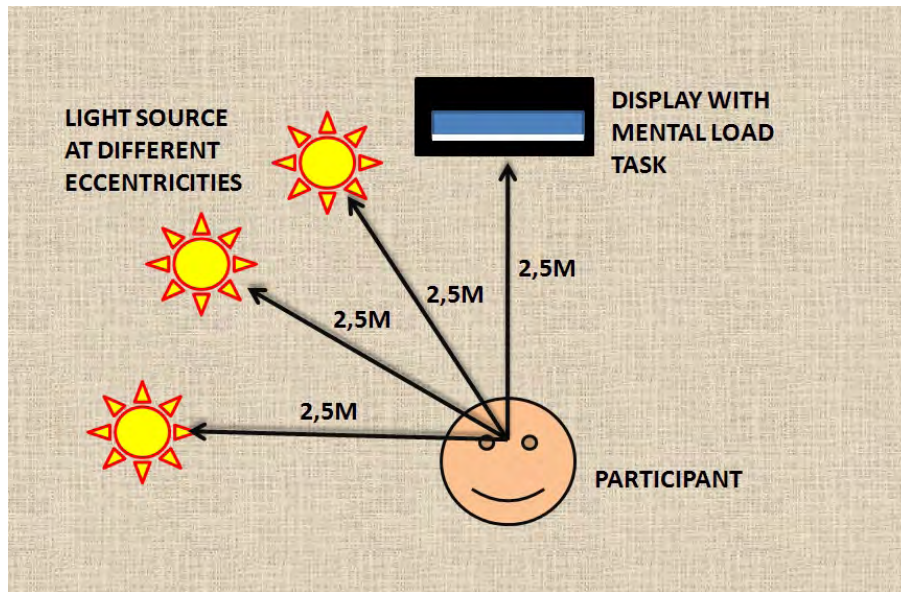 LIGHT SOURCE
AT DIFFERENT
ECCENTRICITIES
DISPLAY WITH
MENTAL LOAD
TASK
2,5M
2,5M
2,5M
2,5M
PARTICIPANT